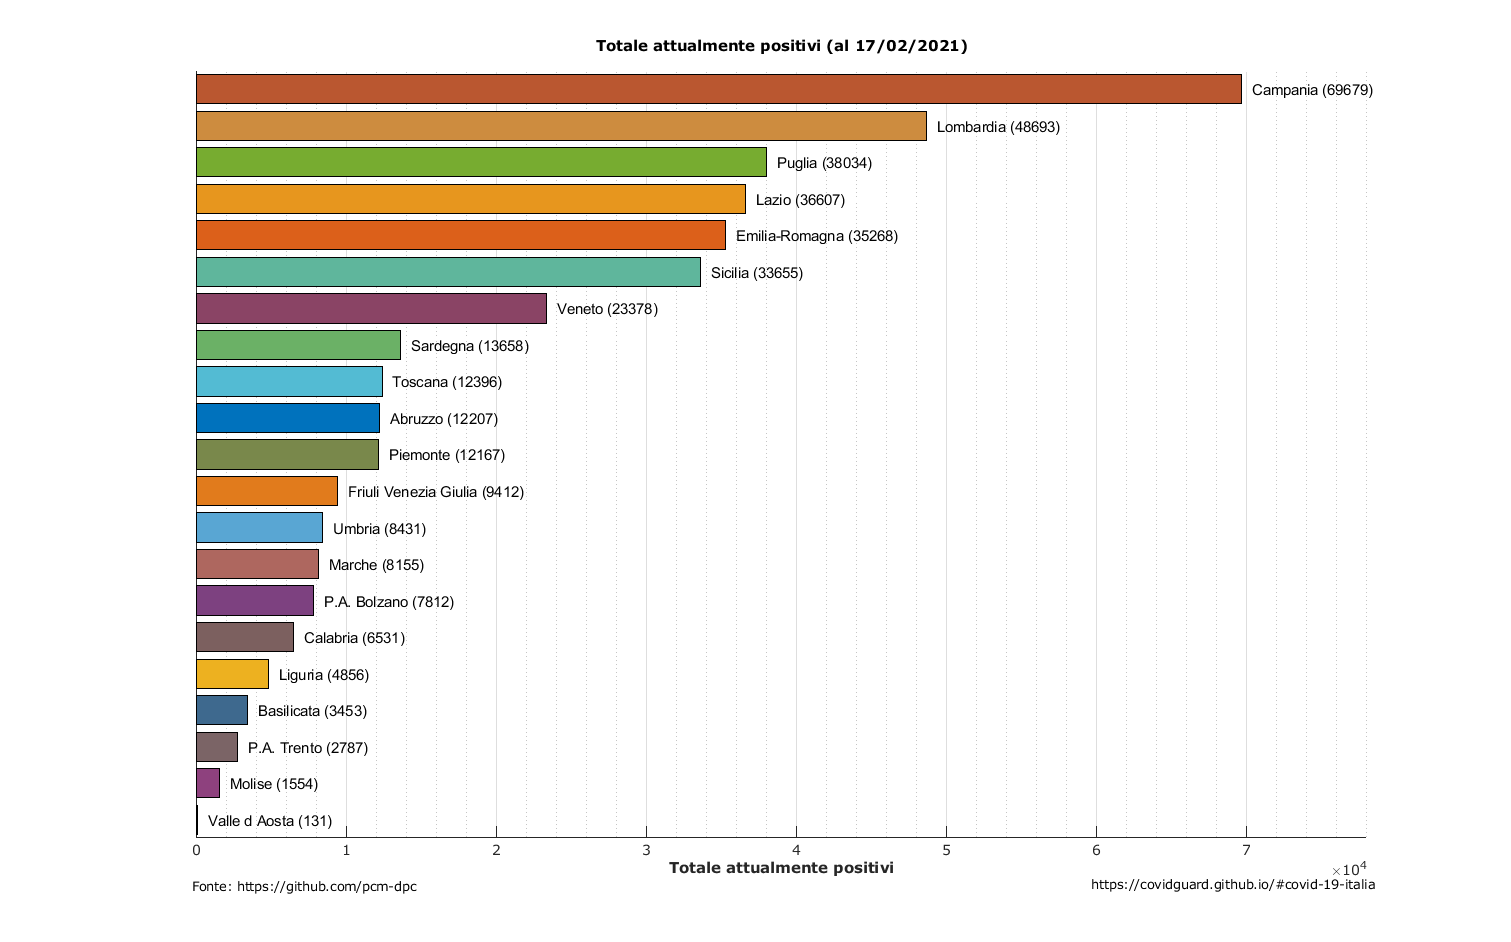 Totale attualmente positivi (al 17/02/2021)
Campania (69679)
Lombardia (48693)
Puglia (38034)
Lazio (36607)
Emilia-Romagna (35268)
Sicilia (33655)
Veneto (23378)
Sardegna (13658)
Toscana (12396)
Abruzzo (12207)
Piemonte (12167)
Friuli Venezia Giulia (9412)
Umbria (8431)
Marche (8155)
P.A. Bolzano (7812)
Calabria (6531)
Liguria (4856)
Basilicata (3453)
P.A. Trento (2787)
Molise (1554)
Valle d Aosta (131)
0 1 2 3 4 5 6 7
×10⁴
Totale attualmente positivi
Fonte: https://github.com/pcm-dpc
https://covidguard.github.io/#covid-19-italia